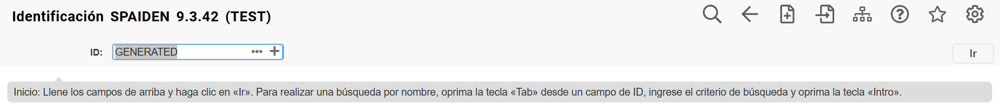 Identificación SPAIDEN 9.3.42 (TEST)
ID: GENERATED
Ir
Inicio: Llene los campos de arriba y haga clic en «Ir». Para realizar una búsqueda por nombre, oprima la tecla «Tab» desde un campo de ID, ingrese el criterio de búsqueda y oprima la tecla «Intro».